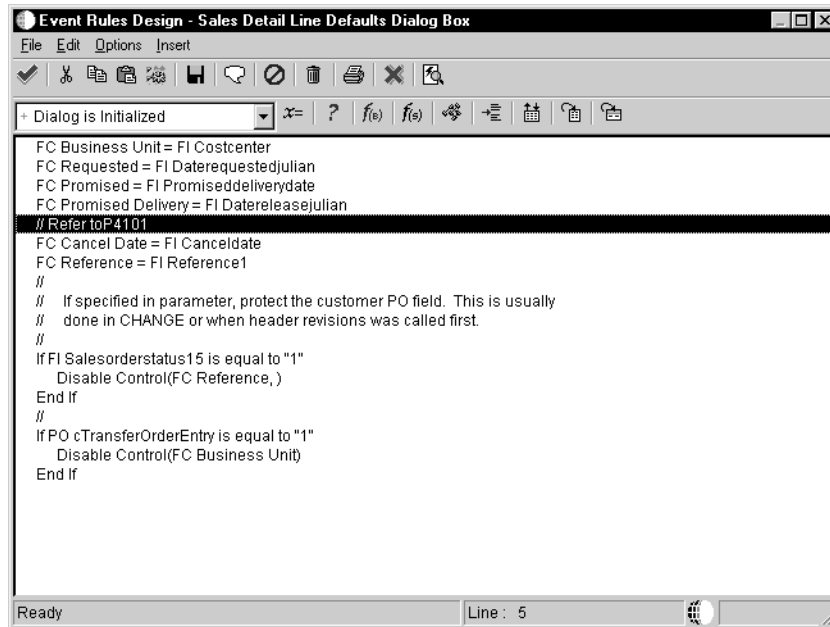 Event Rules Design - Sales Detail Line Defaults Dialog Box
File Edit Options Insert
+ Dialog is Initialized x= ? f(B) f(S)
FC Business Unit = FI Costcenter
FC Requested = FI Daterequestedjulian
FC Promised = FI Promiseddeliverydate
FC Promised Delivery = FI Datereleasejulian
// Refer toP4101
FC Cancel Date = FI Canceldate
FC Reference = FI Reference1
//
// If specified in parameter, protect the customer PO field. This is usually
// done in CHANGE or when header revisions was called first.
//
If FI Salesorderstatus15 is equal to "1"
Disable Control(FC Reference, )
End If
//
If PO cTransferOrderEntry is equal to "1"
Disable Control(FC Business Unit)
End If
Ready Line : 5